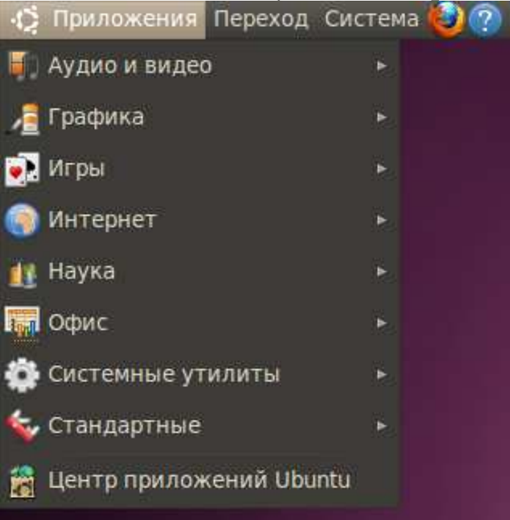 Приложения Переход Система
Аудио и видео
Графика
Игры
Интернет
Наука
Офис
Системные утилиты
Стандартные
Центр приложений Ubuntu